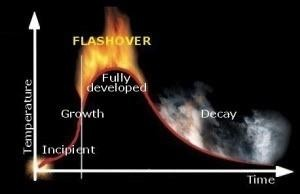 FLASHOVER
Fully
developed
Growth
Decay
Incipient
Temperature
Time